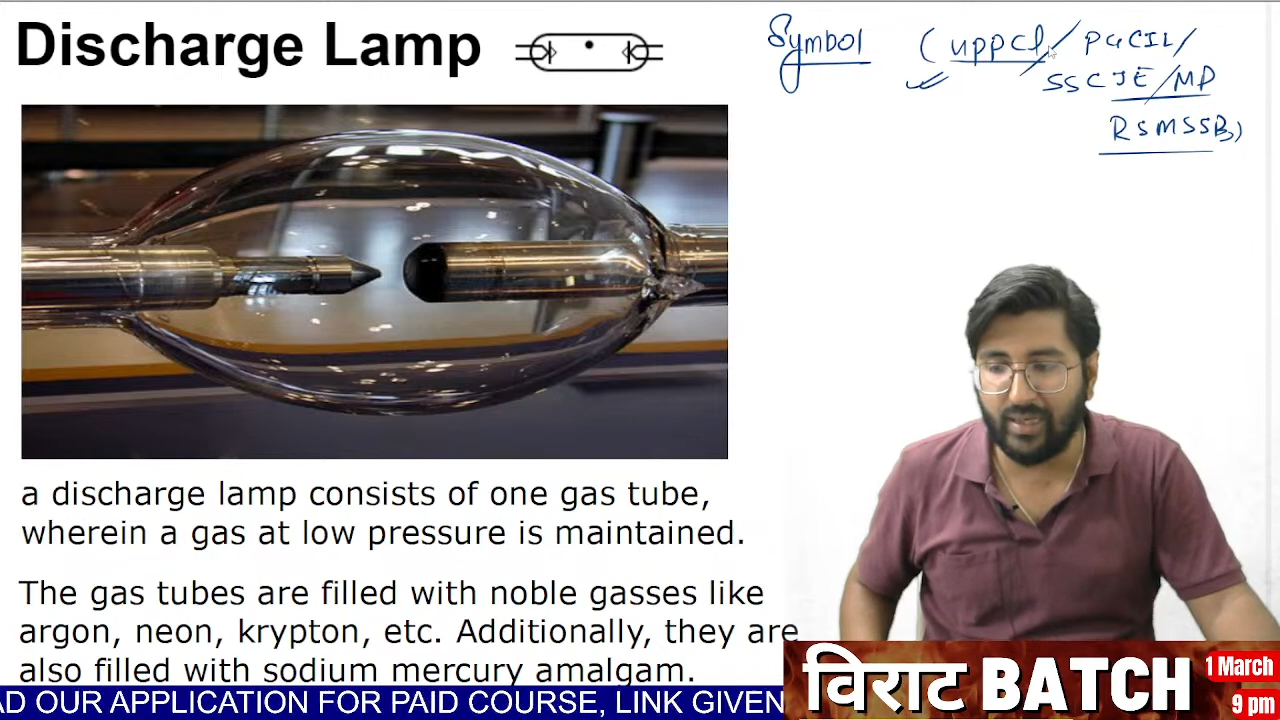 Discharge Lamp
Symbol (UPPCL/PGCIL/
SSC JE/MP
RSMSSB)
a discharge lamp consists of one gas tube,
wherein a gas at low pressure is maintained.
The gas tubes are filled with noble gasses like
argon, neon, krypton, etc. Additionally, they are
also filled with sodium mercury amalgam.
विराट BATCH
1 March
9 pm
AD OUR APPLICATION FOR PAID COURSE, LINK GIVEN